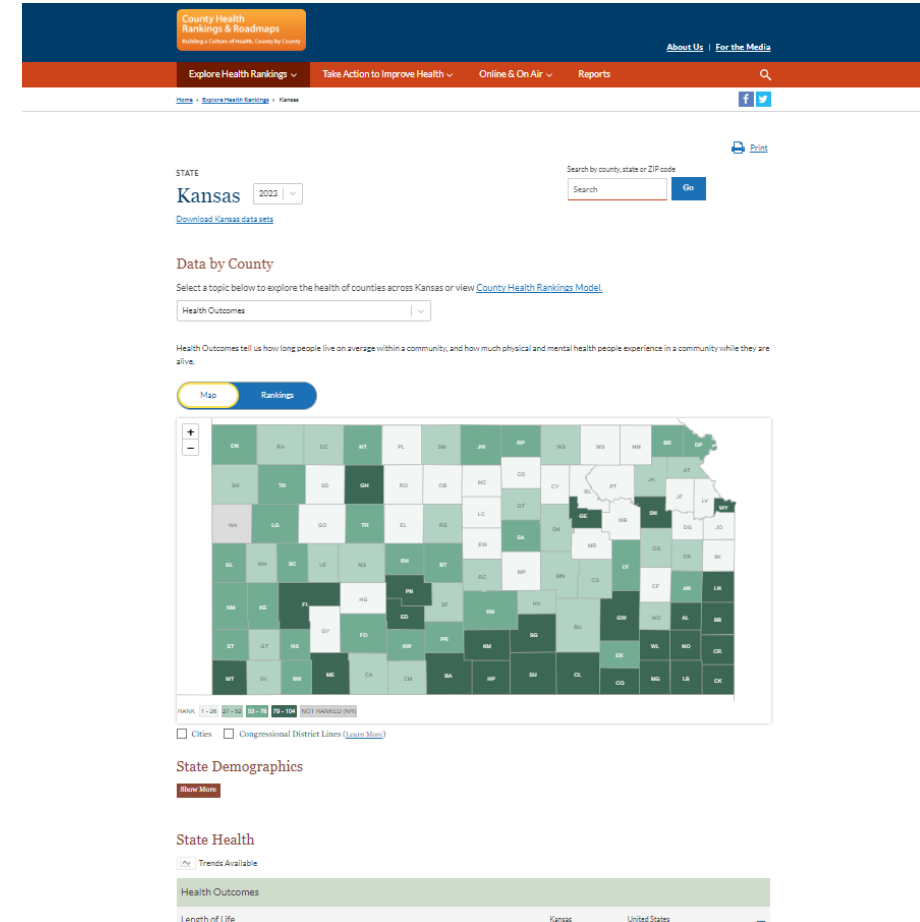 County Health
Rankings & Roadmaps
Building a Culture of Health, County by County
About Us | For the Media
Explore Health Rankings Take Action to Improve Health Online & On Air Reports
Home > Explore Health Rankings > Kansas
Print
STATE
Search by county, state or ZIP code
Kansas 2023
Search Go
Download Kansas data sets
Data by County
Select a topic below to explore the health of counties across Kansas or view County Health Rankings Model.
Health Outcomes
Health Outcomes tell us how long people live on average within a community, and how much physical and mental health people experience in a community while they are
alive.
Map Rankings
+
−
CN RA DC NT PL SM JW RP WS MS NM BR DP
SH TH SD GH RO OB MC CD CY RL PT JA AT
WA LG GO TR EL RS LC OT GE WB SN JF LV WY
EW SA DK MR DG JO
GL WH SC LE NS RH BT RC MP MN CS LY OS FR MI
HM KE FI HG PN ED SF RN HV CF AN LN
ST GT HS GY FO KW PR KM SG BU GW WO AL BB
MT SV SW ME CA CM BA HP SU CL EK CQ WL MG NO LB CR CK
RANK 1 - 26 27 - 52 53 - 78 79 - 104 NOT RANKED (NR)
Cities Congressional District Lines (Learn More)
State Demographics
Show More
State Health
Trends Available
Health Outcomes
Length of Life Kansas United States